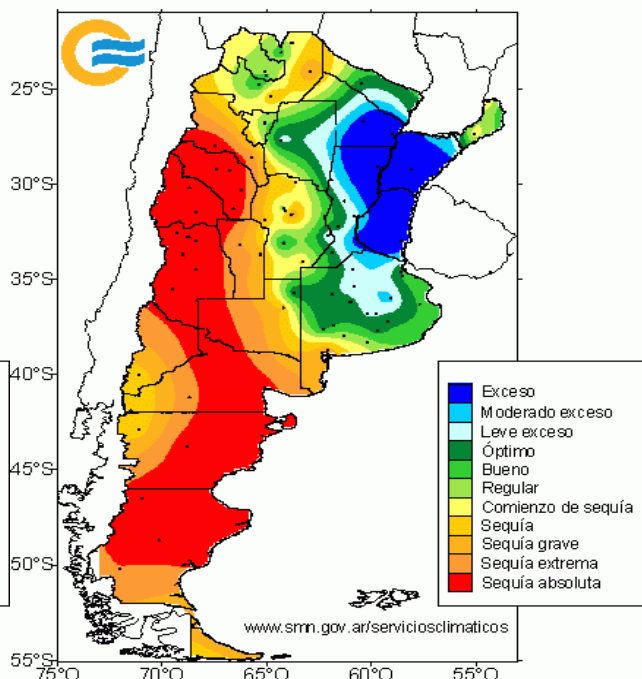 25°S
30°S
35°S
40°S
45°S
50°S
55°S
75°O
70°O
65°O
60°O
55°O
Exceso
Moderado exceso
Leve exceso
Óptimo
Bueno
Regular
Comienzo de sequía
Sequía
Sequía grave
Sequía extrema
Sequía absoluta
www.smn.gov.ar/serviciosclimaticos